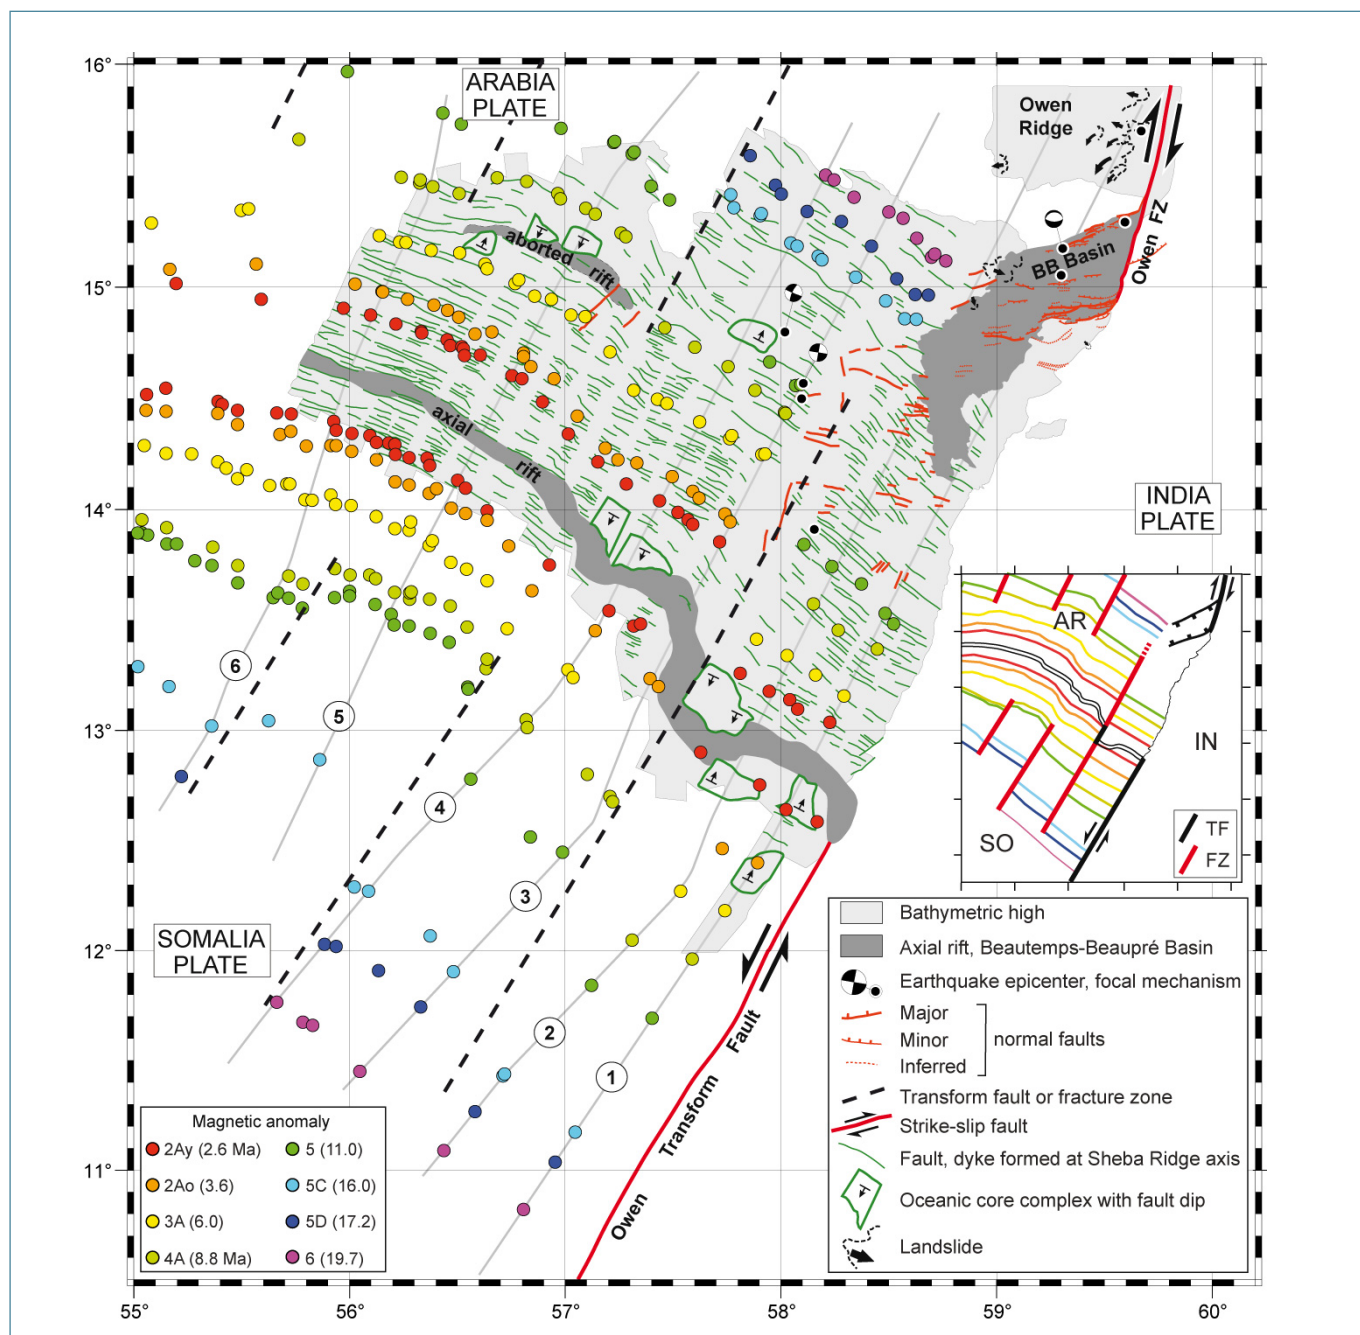 16°
15°
14°
13°
12°
11°
55°
56°
57°
58°
59°
60°
ARABIA
PLATE
Owen
Ridge
Owen FZ
BB Basin
aborted rift
axial rift
INDIA
PLATE
SOMALIA
PLATE
6
5
4
3
2
1
Owen Transform Fault
AR
IN
SO
TF
FZ
Magnetic anomaly
2Ay (2.6 Ma)
2Ao (3.6)
3A (6.0)
4A (8.8 Ma)
5 (11.0)
5C (16.0)
5D (17.2)
6 (19.7)
Bathymetric high
Axial rift, Beautemps-Beaupré Basin
Earthquake epicenter, focal mechanism
Major
Minor
Inferred
normal faults
Transform fault or fracture zone
Strike-slip fault
Fault, dyke formed at Sheba Ridge axis
Oceanic core complex with fault dip
Landslide